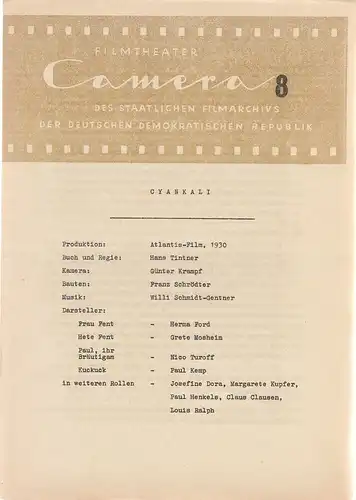 FILMTHEATER
Camera 8
DES STAATLICHEN FILMARCHIVS
DER DEUTSCHEN DEMOKRATISCHEN REPUBLIK
CYANKALI
Produktion: Atlantis-Film, 1930
Buch und Regie: Hans Tintner
Kamera: Günter Krampf
Bauten: Franz Schrödter
Musik: Willi Schmidt-Gentner
Darsteller:
Frau Fent - Herma Ford
Hete Fent - Grete Mosheim
Paul, ihr
Bräutigam - Nico Turoff
Kuckuck - Paul Kemp
in weiteren Rollen - Josefine Dora, Margarete Kupfer,
Paul Henkels, Claus Clausen,
Louis Ralph